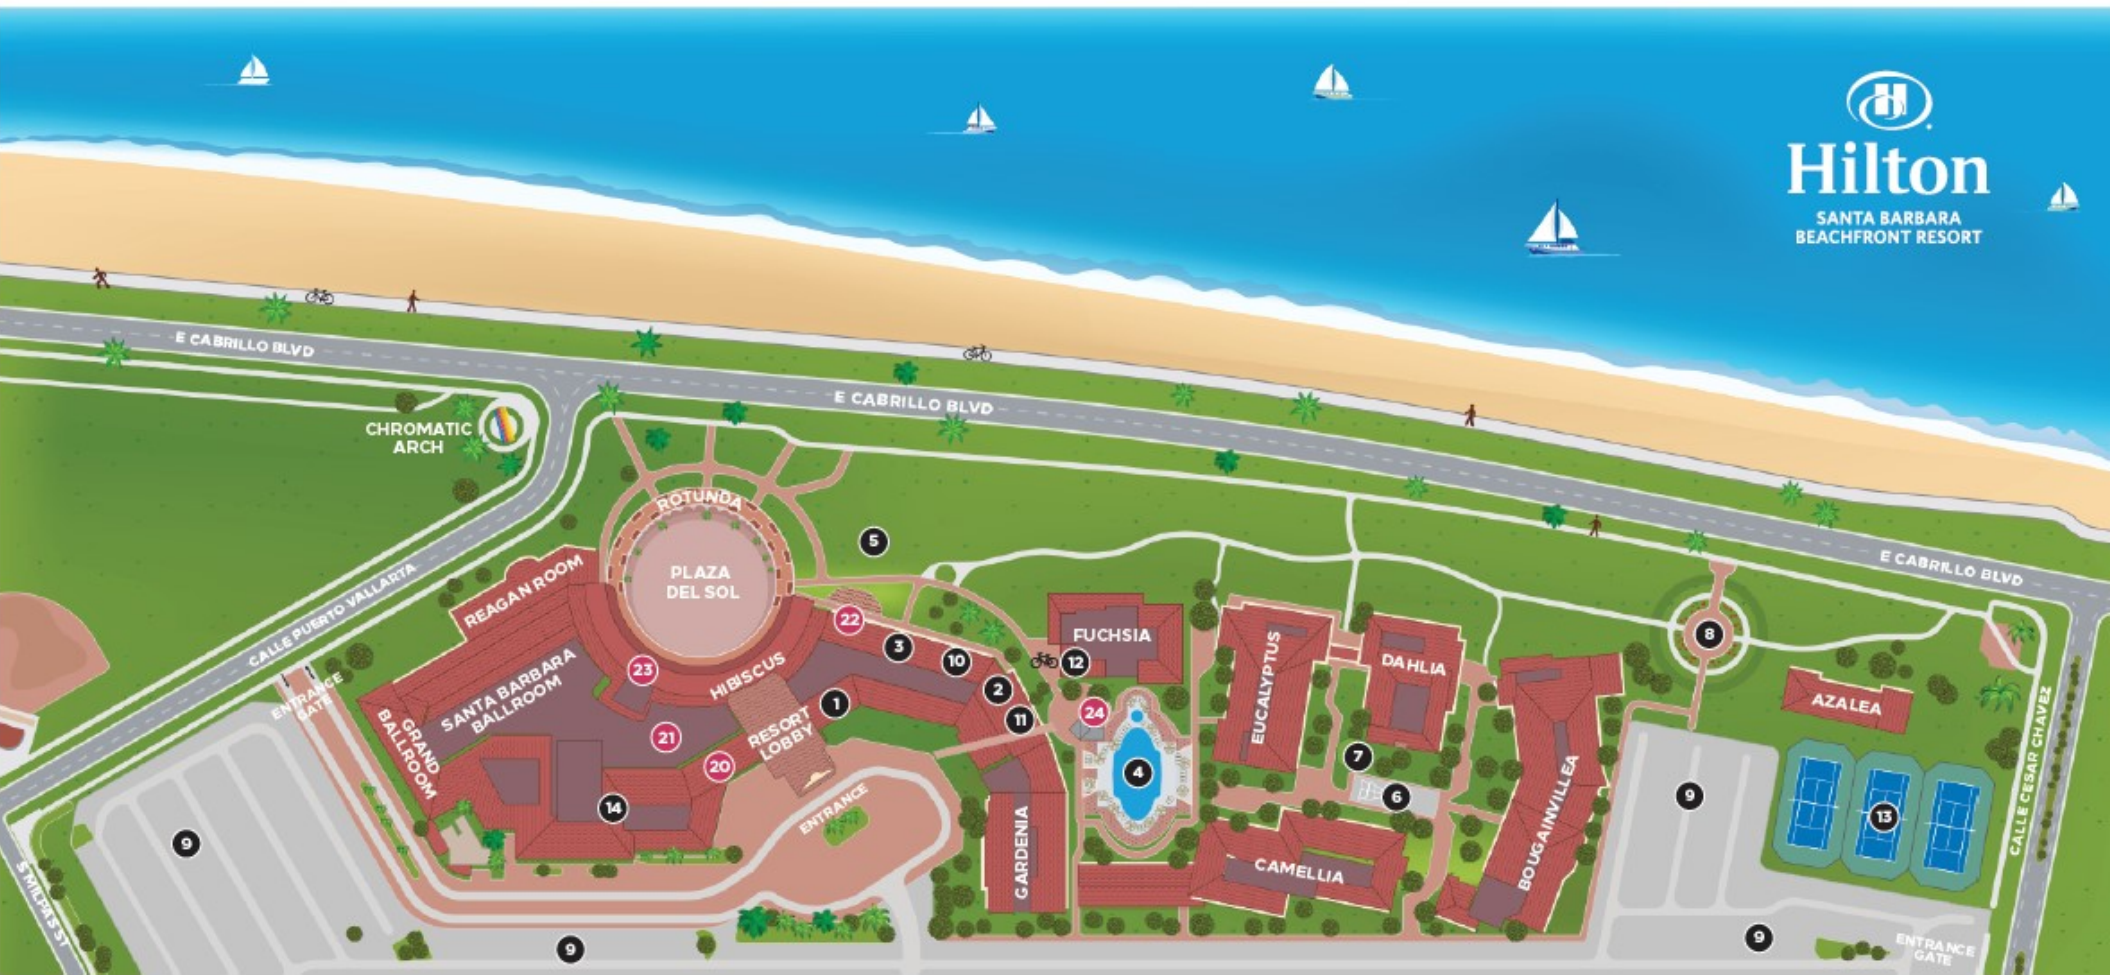 Hilton
SANTA BARBARA
BEACHFRONT RESORT
E CABRILLO BLVD
E CABRILLO BLVD
CHROMATIC
ARCH
ROTUNDA
E CABRILLO BLVD
PLAZA
DEL SOL
5
REAGAN ROOM
CALLE PUERTO VALLARTA
22
3
10
2
11
FUCHSIA
12
EUCALYPTUS
DAHLIA
8
AZALEA
CALLE CESAR CHAVEZ
ENTRANCE
GATE
SANTA BARBARA
BALLROOM
23
HIBISCUS
1
24
GRAND
BALLROOM
21
RESORT
LOBBY
20
4
7
6
9
13
14
ENTRANCE
9
GARDENIA
CAMELLIA
BOUGAINVILLEA
S MILPAS ST
9
9
ENTRANCE
GATE